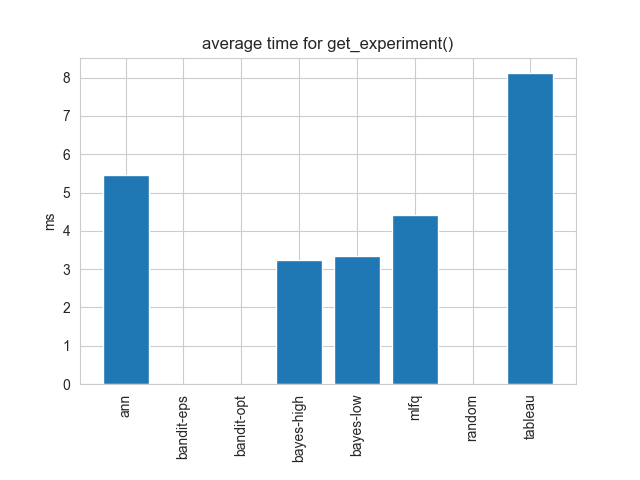 average time for get_experiment()
ms
8
7
6
5
4
3
2
1
0
ann
bandit-eps
bandit-opt
bayes-high
bayes-low
mlfq
random
tableau